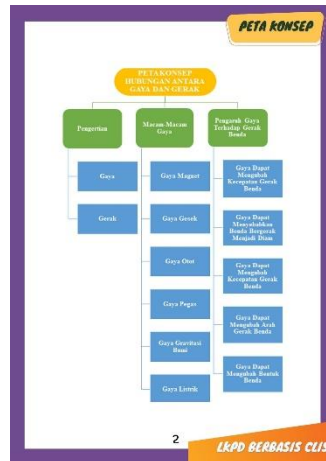 PETA KONSEP
PETAKONSEP
HUBUNGAN ANTARA
GAYA DAN GERAK
Pengertian
Gaya
Gerak
Macam-Macam
Gaya
Gaya Magnet
Gaya Gesek
Gaya Otot
Gaya Pegas
Gaya Gravitasi
Bumi
Gaya Listrik
Pengaruh Gaya
Terhadap Gerak
Benda
Gaya Dapat
Mengubah
Kecepatan Gerak
Benda
Gaya Dapat
Menyebabkan
Benda Bergerak
Menjadi Diam
Gaya Dapat
Mengubah
Kecepatan Gerak
Benda
Gaya Dapat
Mengubah Arah
Gerak Benda
Gaya Dapat
Mengubah Bentuk
Benda
2
LKPD BERBASIS CLIS